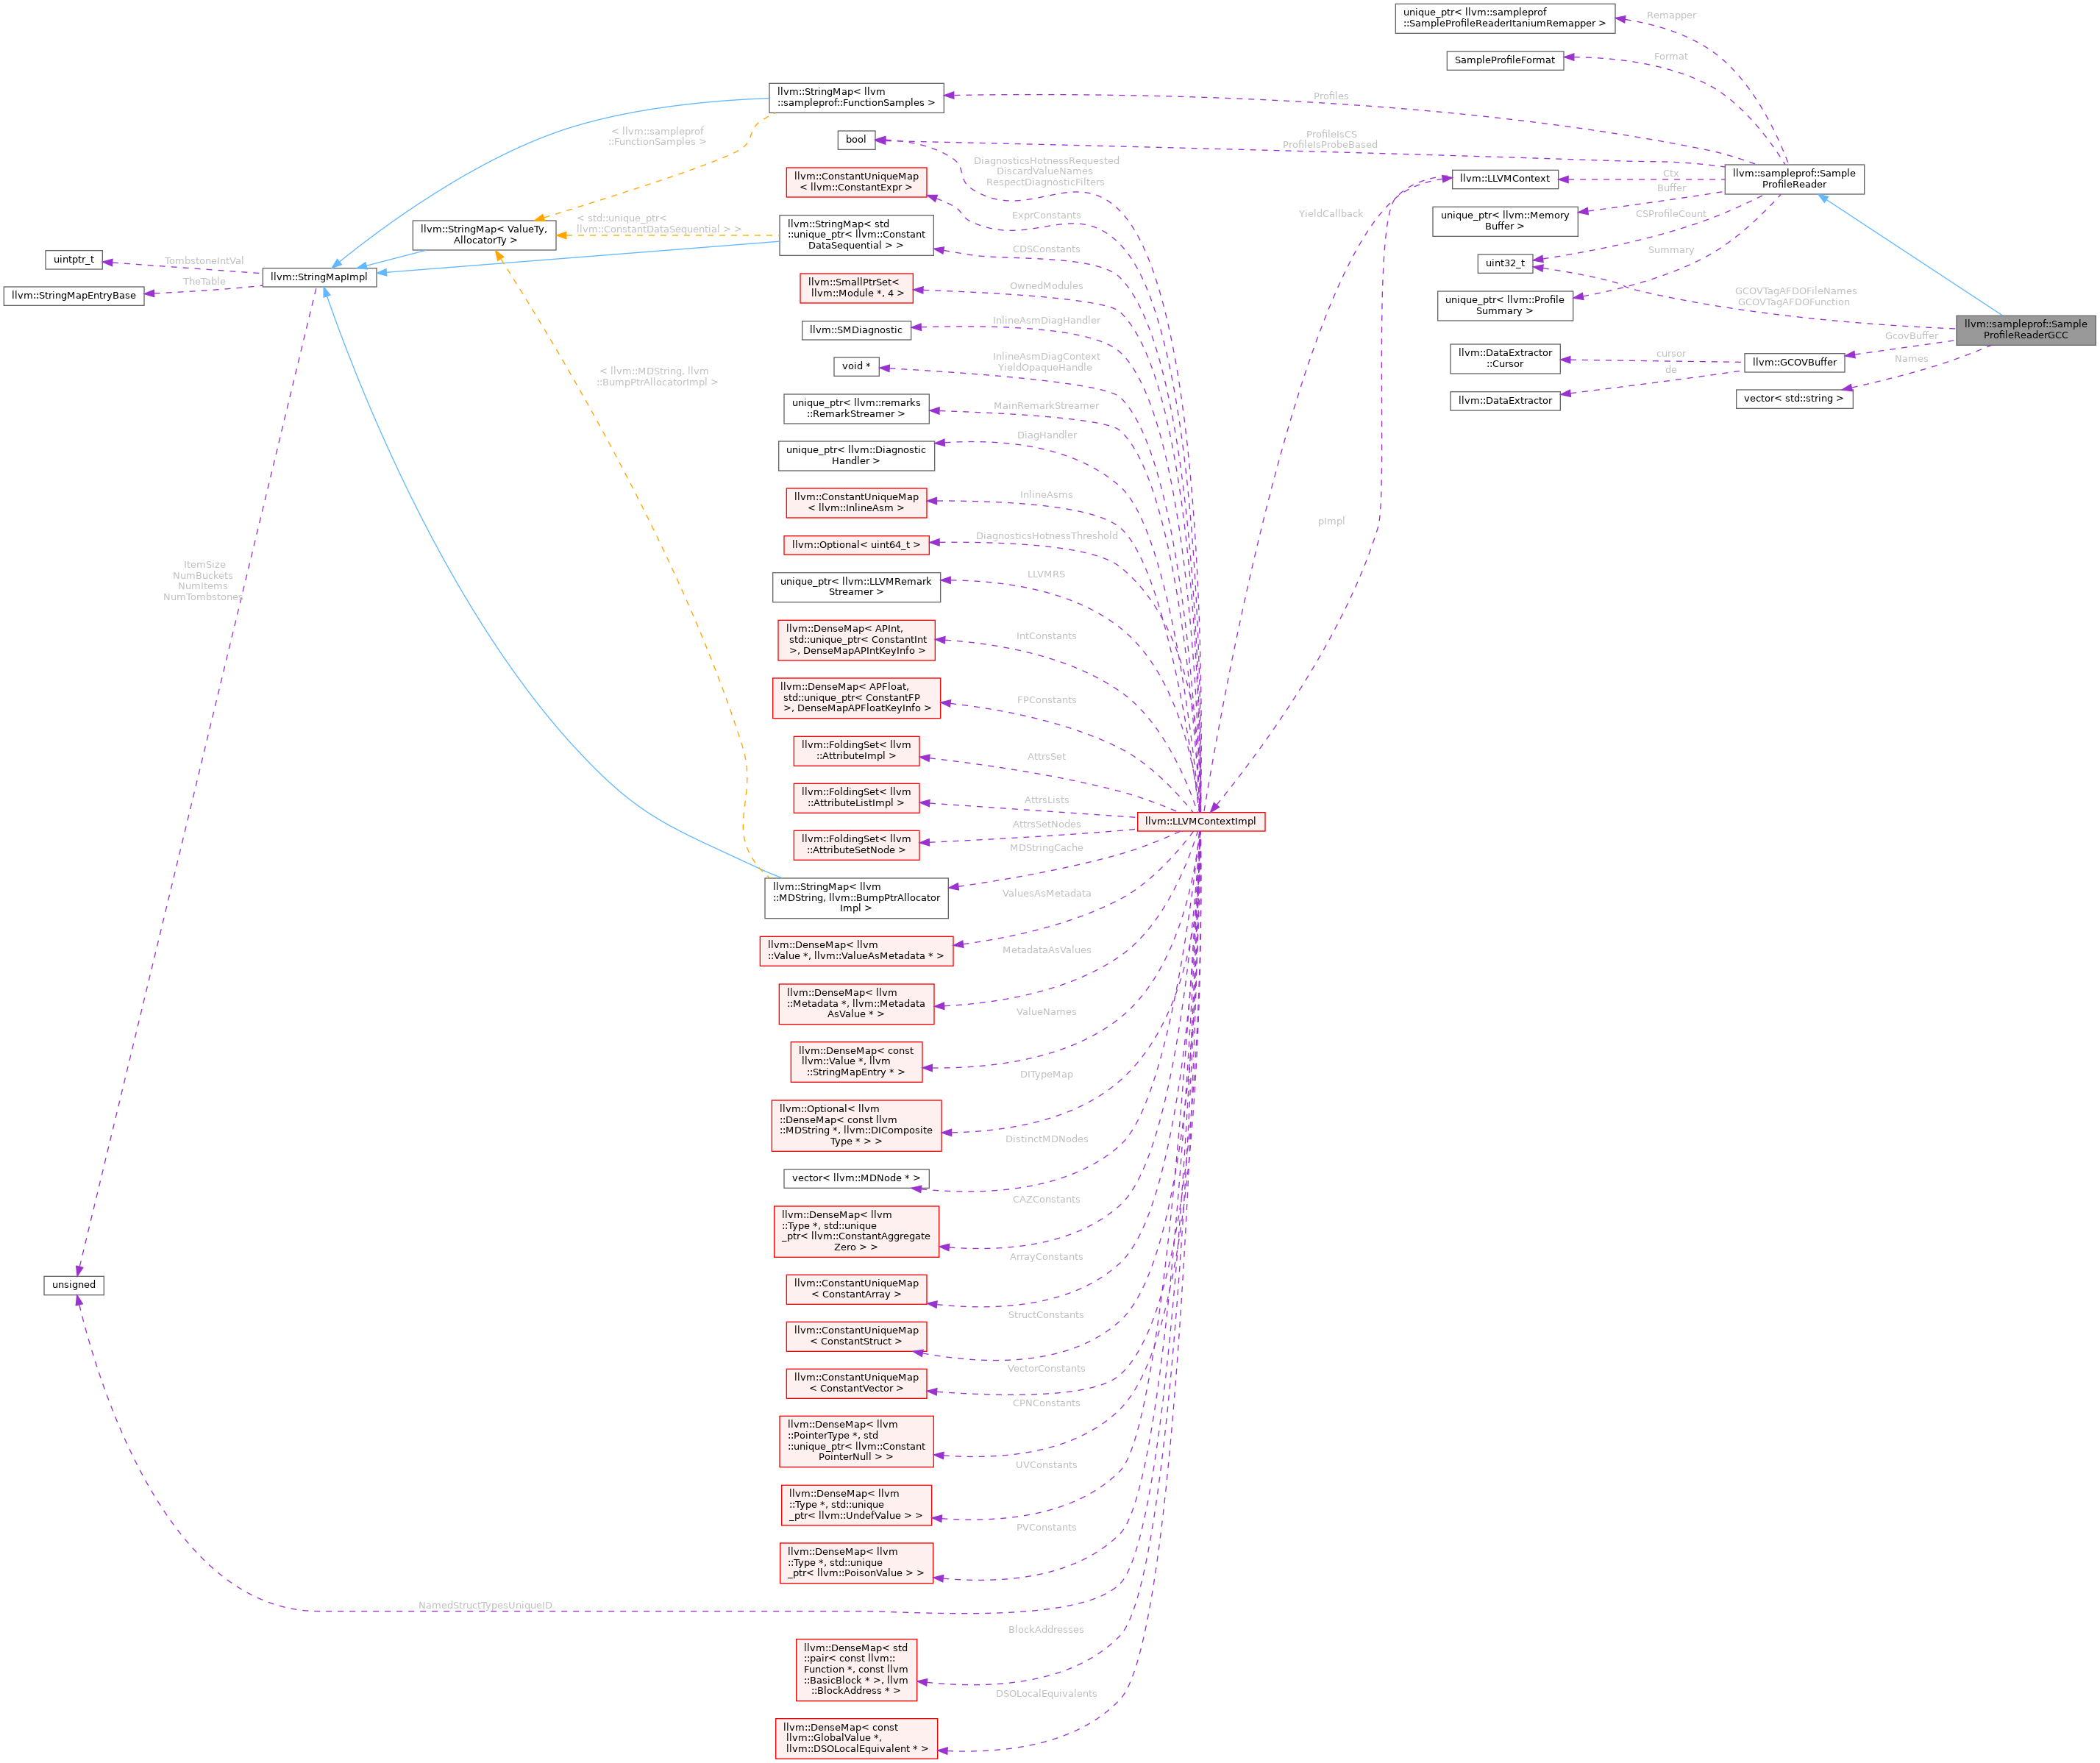 unique_ptr< llvm::sampleprof
::SampleProfileReaderItaniumRemapper >
Remapper
SampleProfileFormat
Format
llvm::StringMap< llvm
::sampleprof::FunctionSamples >
Profiles
< llvm::sampleprof
::FunctionSamples >
bool
ProfileIsCS
ProfileIsProbeBased
DiagnosticsHotnessRequested
DiscardValueNames
RespectDiagnosticFilters
llvm::ConstantUniqueMap
< llvm::ConstantExpr >
ExprConstants
llvm::LLVMContext
Ctx
llvm::sampleprof::Sample
ProfileReader
Buffer
unique_ptr< llvm::Memory
Buffer >
CSProfileCount
YieldCallback
llvm::StringMap< ValueTy,
AllocatorTy >
< std::unique_ptr<
llvm::ConstantDataSequential > >
llvm::StringMap< std
::unique_ptr< llvm::Constant
DataSequential > >
CDSConstants
Summary
uintptr_t
TombstoneIntVal
llvm::StringMapImpl
uint32_t
llvm::StringMapEntryBase
TheTable
llvm::SmallPtrSet<
llvm::Module *, 4 >
OwnedModules
unique_ptr< llvm::Profile
Summary >
GCOVTagAFDOFileNames
GCOVTagAFDOFunction
llvm::SMDiagnostic
InlineAsmDiagHandler
llvm::sampleprof::Sample
ProfileReaderGCC
GcovBuffer
Names
void *
InlineAsmDiagContext
YieldOpaqueHandle
llvm::DataExtractor
::Cursor
cursor
de
llvm::GCOVBuffer
< llvm::MDString, llvm
::BumpPtrAllocatorImpl >
unique_ptr< llvm::remarks
::RemarkStreamer >
MainRemarkStreamer
llvm::DataExtractor
vector< std::string >
unique_ptr< llvm::Diagnostic
Handler >
DiagHandler
llvm::ConstantUniqueMap
< llvm::InlineAsm >
InlineAsms
pImpl
llvm::Optional< uint64_t >
DiagnosticsHotnessThreshold
ItemSize
NumBuckets
NumItems
NumTombstones
unique_ptr< llvm::LLVMRemark
Streamer >
LLVMRS
llvm::DenseMap< APInt,
std::unique_ptr< ConstantInt
>, DenseMapAPIntKeyInfo >
IntConstants
llvm::DenseMap< APFloat,
std::unique_ptr< ConstantFP
>, DenseMapAPFloatKeyInfo >
FPConstants
llvm::FoldingSet< llvm
::AttributeImpl >
AttrsSet
llvm::FoldingSet< llvm
::AttributeListImpl >
AttrsLists
llvm::LLVMContextImpl
llvm::FoldingSet< llvm
::AttributeSetNode >
AttrsSetNodes
MDStringCache
llvm::StringMap< llvm
::MDString, llvm::BumpPtrAllocator
Impl >
ValuesAsMetadata
llvm::DenseMap< llvm
::Value *, llvm::ValueAsMetadata * >
MetadataAsValues
llvm::DenseMap< llvm
::Metadata *, llvm::Metadata
AsValue * >
ValueNames
llvm::DenseMap< const
llvm::Value *, llvm
::StringMapEntry * >
DITypeMap
llvm::Optional< llvm
::DenseMap< const llvm
::MDString *, llvm::DIComposite
Type * > >
DistinctMDNodes
vector< llvm::MDNode * >
CAZConstants
llvm::DenseMap< llvm
::Type *, std::unique
_ptr< llvm::ConstantAggregate
Zero > >
ArrayConstants
unsigned
llvm::ConstantUniqueMap
< ConstantArray >
StructConstants
llvm::ConstantUniqueMap
< ConstantStruct >
VectorConstants
llvm::ConstantUniqueMap
< ConstantVector >
CPNConstants
llvm::DenseMap< llvm
::PointerType *, std
::unique_ptr< llvm::Constant
PointerNull > >
UVConstants
llvm::DenseMap< llvm
::Type *, std::unique
_ptr< llvm::UndefValue > >
PVConstants
llvm::DenseMap< llvm
::Type *, std::unique
_ptr< llvm::PoisonValue > >
NamedStructTypesUniqueID
BlockAddresses
llvm::DenseMap< std
::pair< const llvm::
Function *, const llvm
::BasicBlock * >, llvm
::BlockAddress * >
DSOLocalEquivalents
llvm::DenseMap< const
llvm::GlobalValue *,
llvm::DSOLocalEquivalent * >